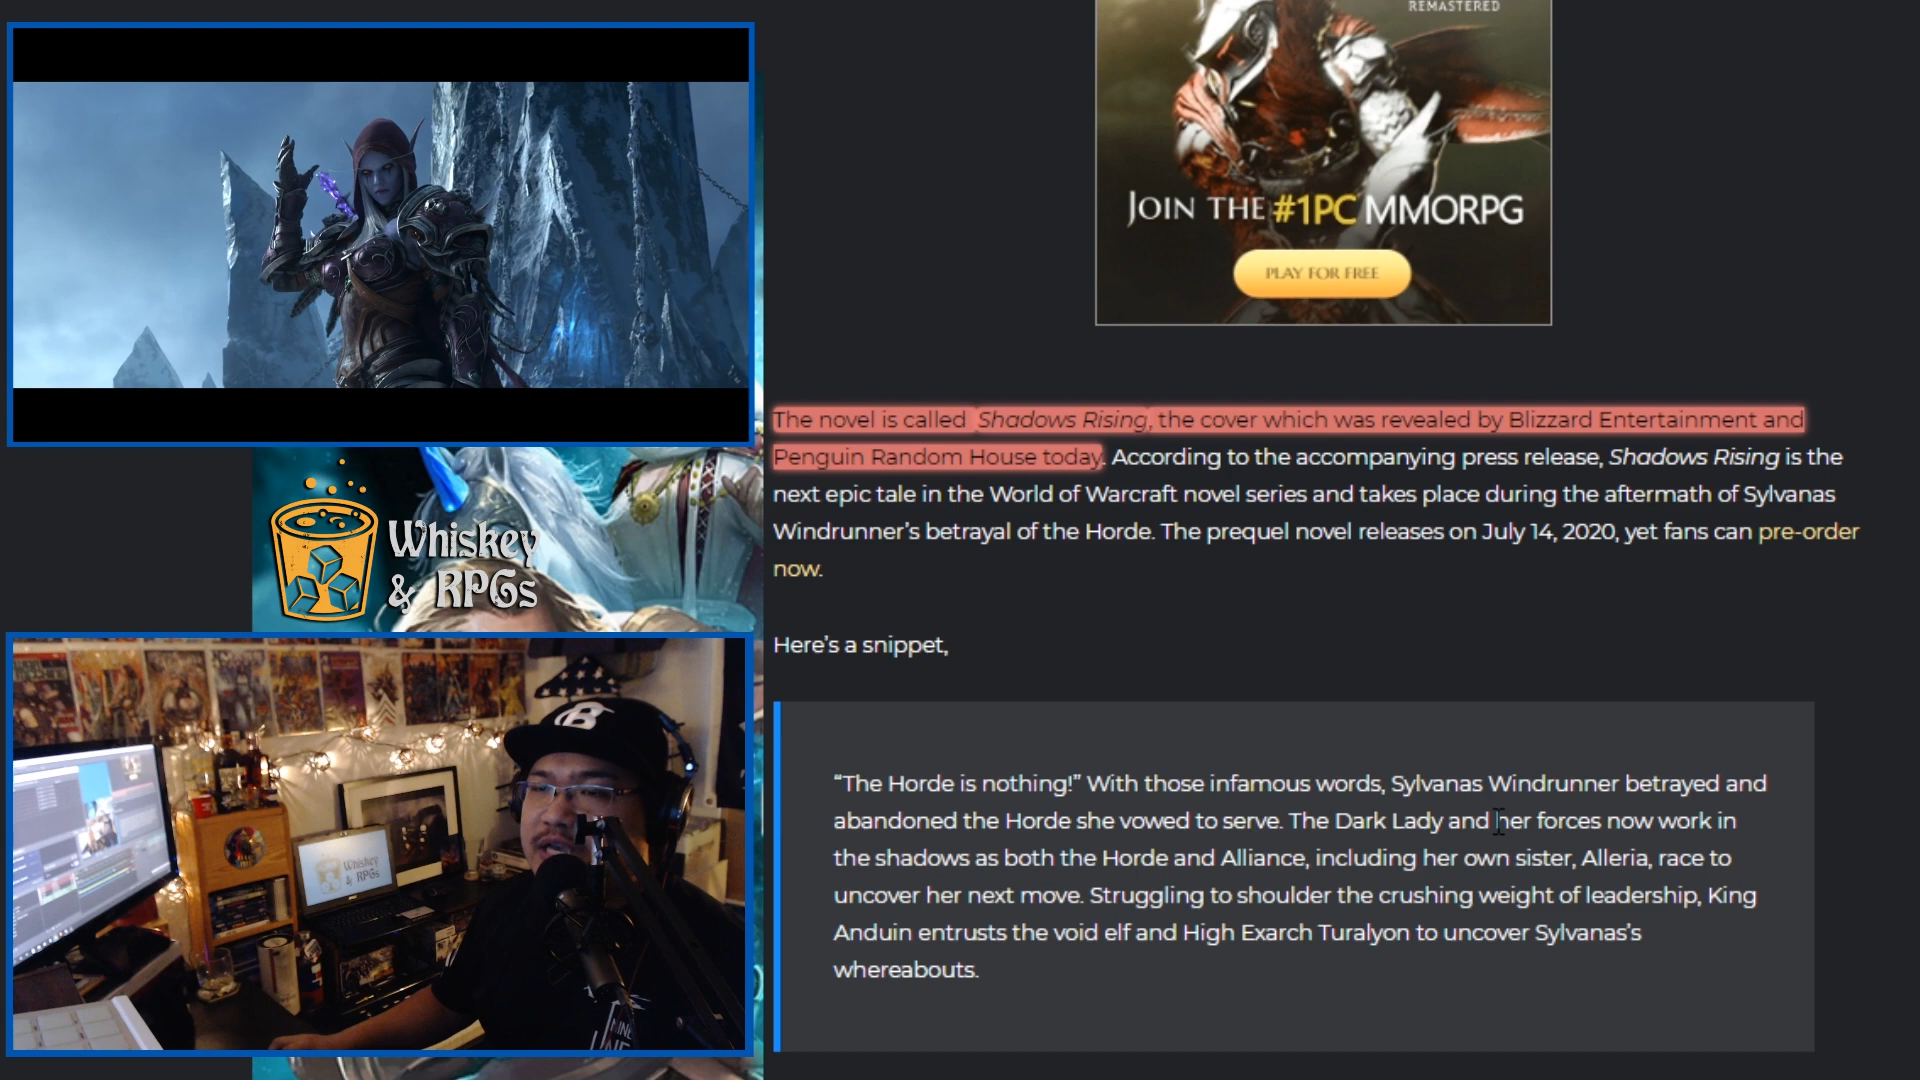 REMASTERED
JOIN THE #1PC MMORPG
PLAY FOR FREE
The novel is called Shadows Rising, the cover which was revealed by Blizzard Entertainment and
Penguin Random House today. According to the accompanying press release, Shadows Rising is the
next epic tale in the World of Warcraft novel series and takes place during the aftermath of Sylvanas
Windrunner’s betrayal of the Horde. The prequel novel releases on July 14, 2020, yet fans can pre-order
now.
Here’s a snippet,
“The Horde is nothing!” With those infamous words, Sylvanas Windrunner betrayed and
abandoned the Horde she vowed to serve. The Dark Lady and her forces now work in
the shadows as both the Horde and Alliance, including her own sister, Alleria, race to
uncover her next move. Struggling to shoulder the crushing weight of leadership, King
Anduin entrusts the void elf and High Exarch Turalyon to uncover Sylvanas’s
whereabouts.
Whiskey
& RPGs
Whiskey
& RPGs
NINE
LINE